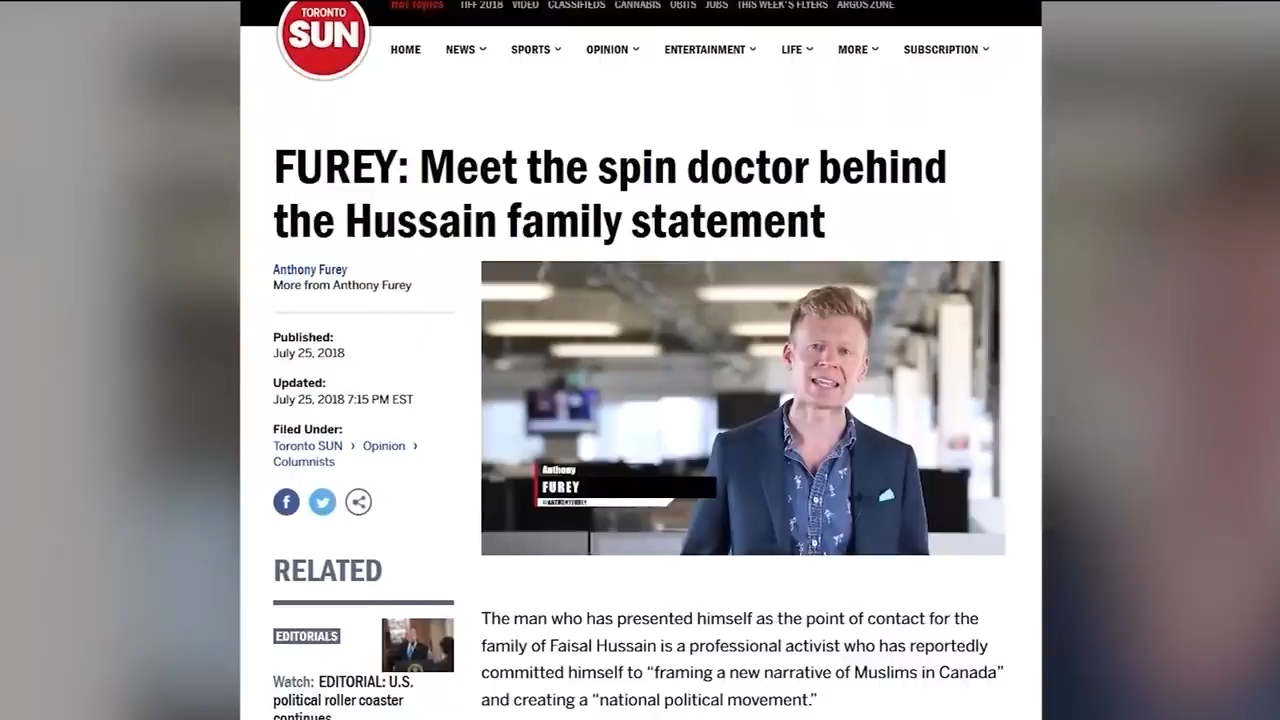 TORONTO
SUN
Hot Topics TIFF 2018 VIDEO CLASSIFIEDS CANNABIS OBITS JOBS THIS WEEK'S FLYERS ARGOS ZONE
HOME NEWS SPORTS OPINION ENTERTAINMENT LIFE MORE SUBSCRIPTION
FUREY: Meet the spin doctor behind
the Hussain family statement
Anthony Furey
More from Anthony Furey
Published:
July 25, 2018
Updated:
July 25, 2018 7:15 PM EST
Filed Under:
Toronto SUN › Opinion ›
Columnists
RELATED
EDITORIALS
Watch: EDITORIAL: U.S.
political roller coaster
continues
Anthony
FUREY
@ANTHONYFUREY
The man who has presented himself as the point of contact for the
family of Faisal Hussain is a professional activist who has reportedly
committed himself to “framing a new narrative of Muslims in Canada”
and creating a “national political movement.”